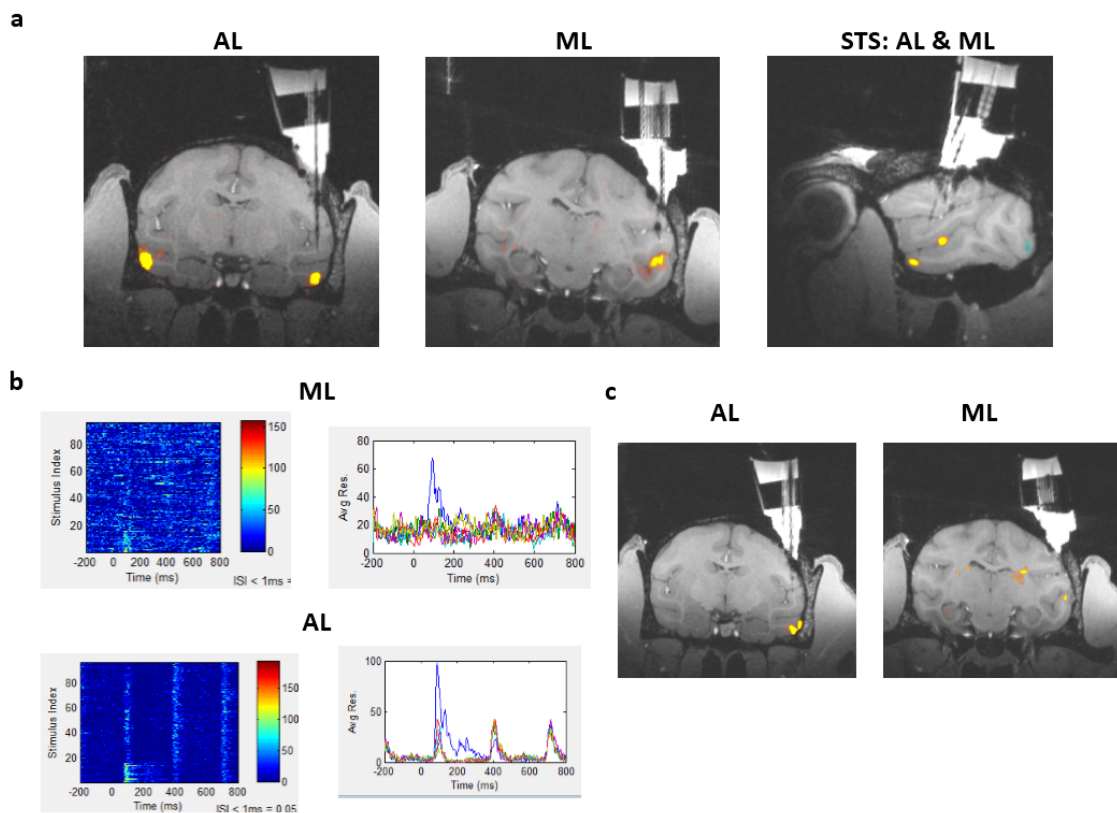 a
AL
ML
STS: AL & ML
b
ML
Stimulus Index
80
60
40
20
-200 0 200 400 600 800
Time (ms)
150
100
50
0
ISI < 1ms =
Avg Res.
80
60
40
20
0
-200 0 200 400 600 800
Time (ms)
AL
Stimulus Index
80
60
40
20
-200 0 200 400 600 800
Time (ms)
150
100
50
0
ISI < 1ms = 0.05
Avg Res.
100
50
0
-200 0 200 400 600 800
Time (ms)
c
AL
ML